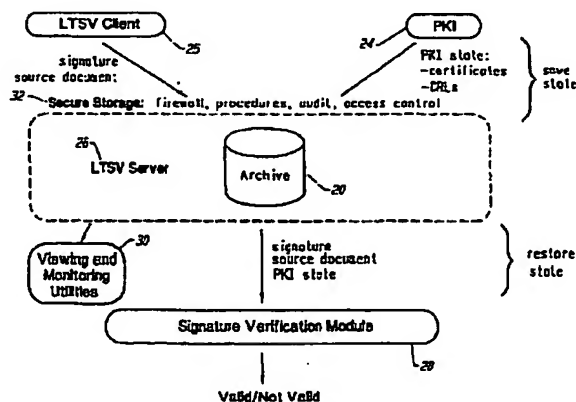 LTSV Client
25
PKI
24
signature
source document:
PKI state:
-certificates
-CRLs
save
state
32
Secure Storage: firewall, procedures, audit, access control
26
LTSV Server
Archive
20
30
Viewing and
Monitoring
Utilities
signature
source document
PKI state
restore
state
Signature Verification Module
28
Valid/Not Valid